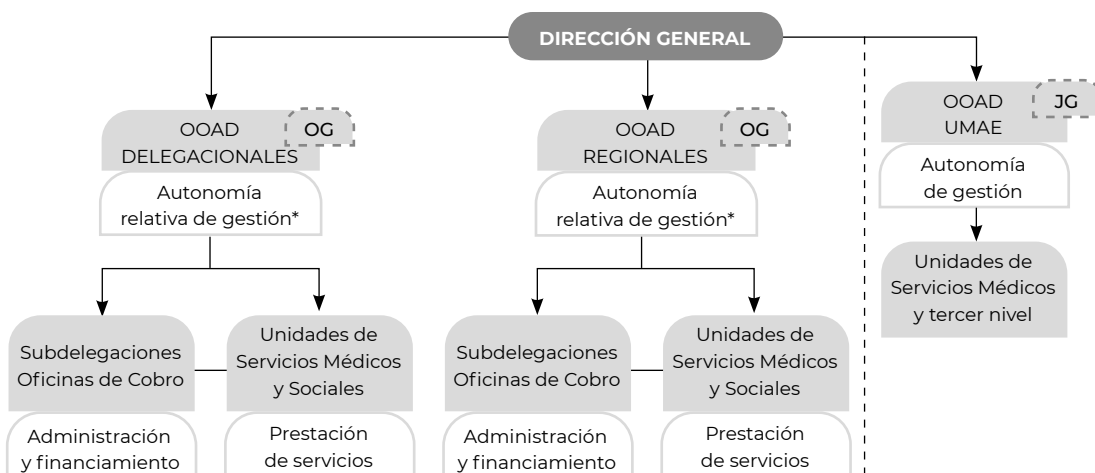 DIRECCIÓN GENERAL
OOAD
DELEGACIONALES
OG
Autonomía
relativa de gestión*
Subdelegaciones
Oficinas de Cobro
Administración
y financiamiento
Unidades de
Servicios Médicos
y Sociales
Prestación
de servicios
OOAD
REGIONALES
OG
Autonomía
relativa de gestión*
Subdelegaciones
Oficinas de Cobro
Administración
y financiamiento
Unidades de
Servicios Médicos
y Sociales
Prestación
de servicios
OOAD
UMAE
JG
Autonomía
de gestión
Unidades de
Servicios Médicos
y tercer nivel